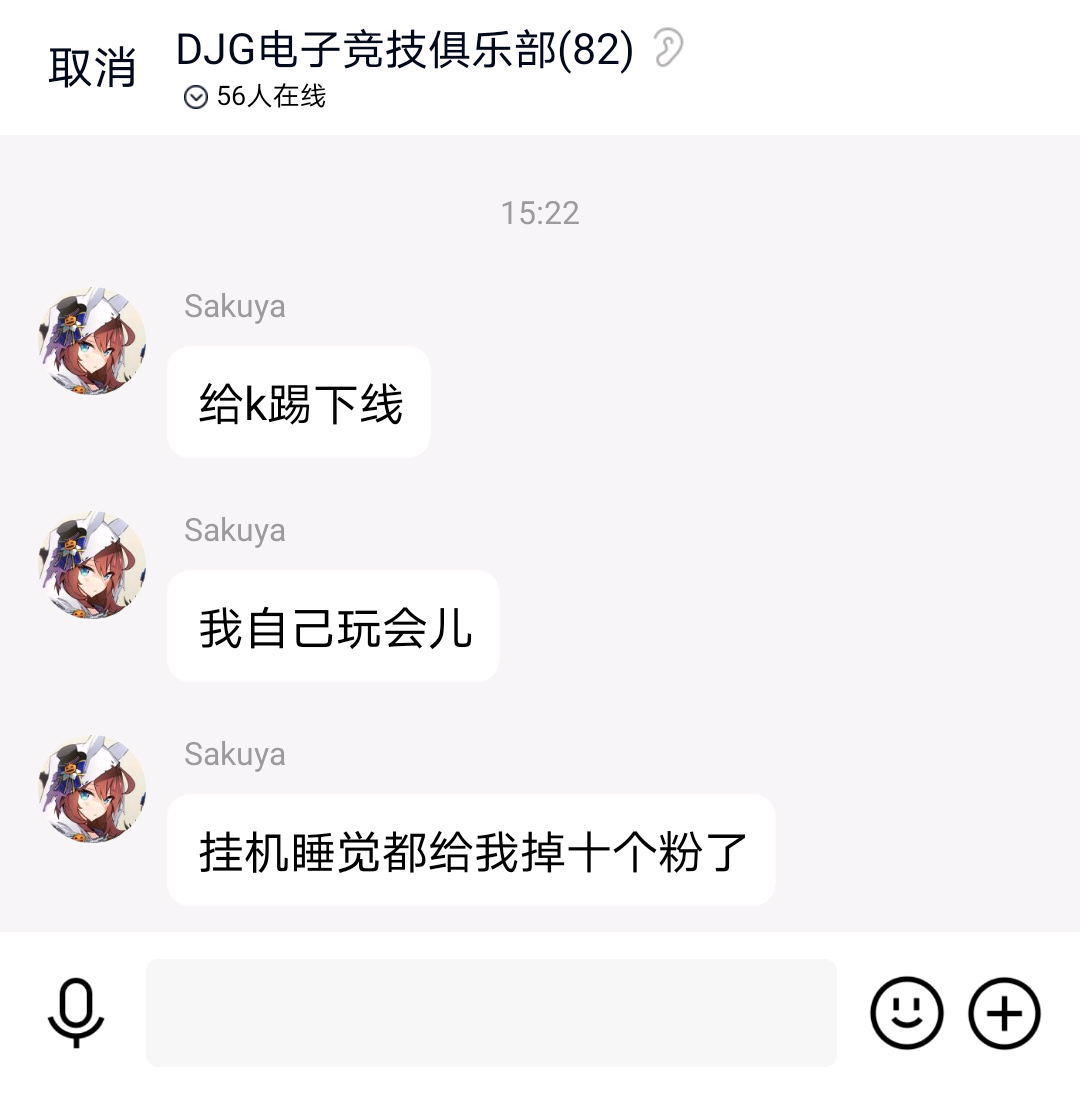 取消
DJG电子竞技俱乐部(82)
56人在线
15:22
Sakuya
给k踢下线
Sakuya
我自己玩会儿
Sakuya
挂机睡觉都给我掉十个粉了